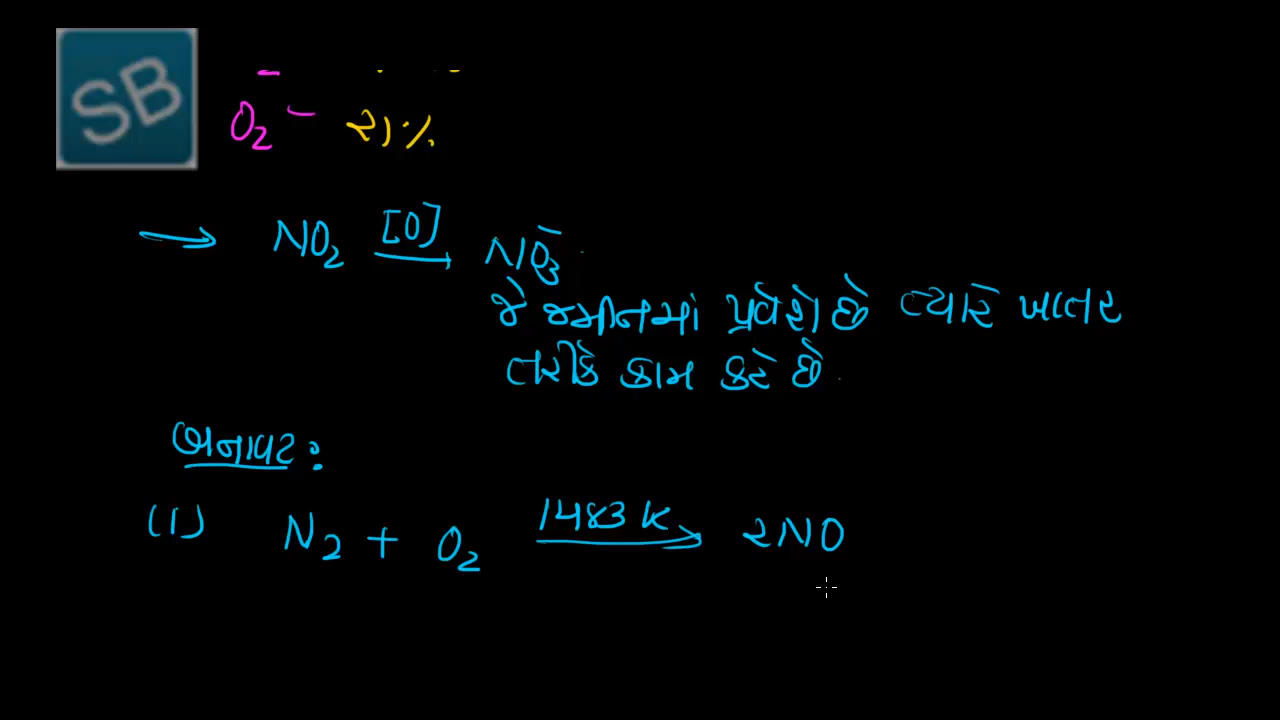 SB
O₂ - ૨૧%
→ NO₂ [O] → NO₃⁻
જે જમીનમાં પ્રવેશે છે ત્યારે ખાતર
તરીકે કામ કરે છે.
બનાવટ:
(1) N₂ + O₂ 1483 K → ૨NO